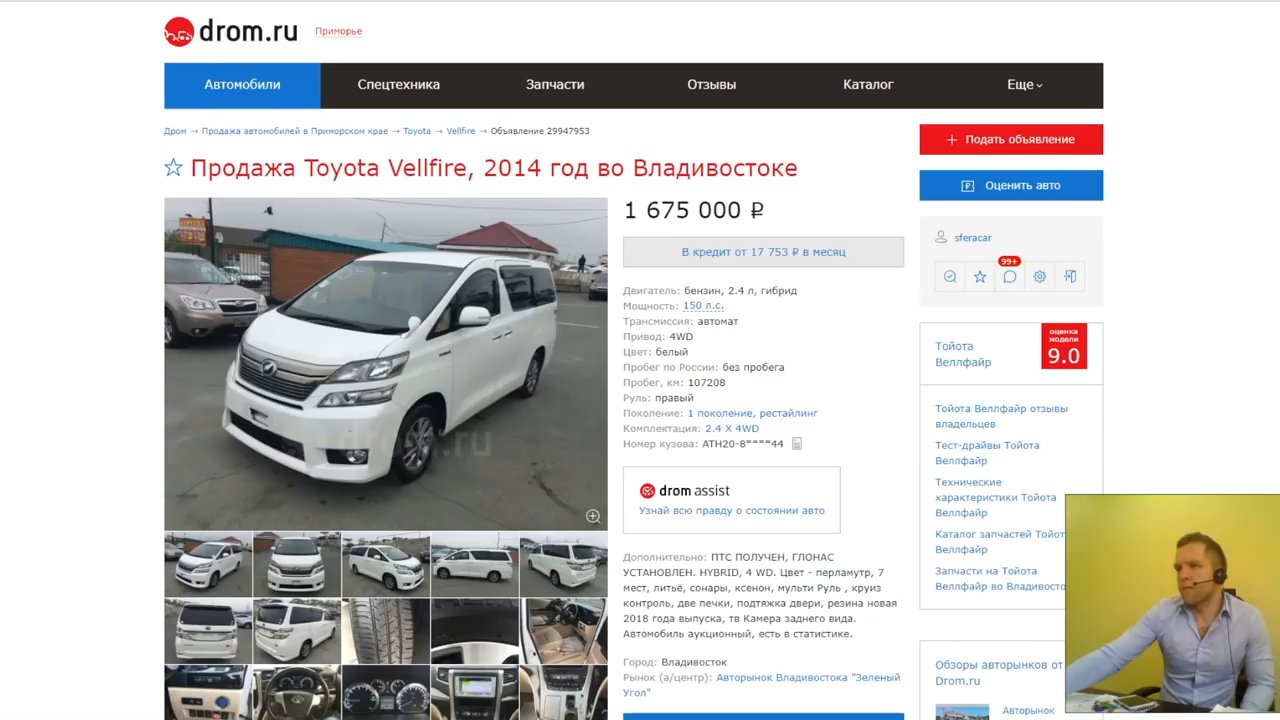 drom.ru
Приморье
Автомобили
Спецтехника
Запчасти
Отзывы
Каталог
Еще
Дром → Продажа автомобилей в Приморском крае → Toyota → Vellfire → Объявление 29947953
Подать объявление
Продажа Toyota Vellfire, 2014 год во Владивостоке
Оценить авто
1 675 000 ₽
sferacar
99+
В кредит от 17 753 ₽ в месяц
Двигатель: бензин, 2.4 л, гибрид
Мощность: 150 л.с.
Трансмиссия: автомат
Привод: 4WD
Цвет: белый
Пробег по России: без пробега
Пробег, км: 107208
Руль: правый
Поколение: 1 поколение, рестайлинг
Комплектация: 2.4 X 4WD
Номер кузова: ATH20-8****44
drom assist
Узнай всю правду о состоянии авто
Дополнительно: ПТС ПОЛУЧЕН, ГЛОНАС
УСТАНОВЛЕН. HYBRID, 4 WD. Цвет - перламутр, 7
мест, литьё, сонары, ксенон, мульти Руль , круиз
контроль, две печки, подтяжка двери, резина новая
2018 года выпуска, тв Камера заднего вида.
Автомобиль аукционный, есть в статистике.
Город: Владивосток
Рынок (а/центр): Авторынок Владивостока "Зеленый
Угол"
Тойота
Веллфайр
оценка
модели
9.0
Тойота Веллфайр отзывы
владельцев
Тест-драйвы Тойота
Веллфайр
Технические
характеристики Тойота
Веллфайр
Каталог запчастей Тойот
Веллфайр
Запчасти на Тойота
Веллфайр во Владивосто
Обзоры авторынков от
Drom.ru
Авторынок
drom.ru